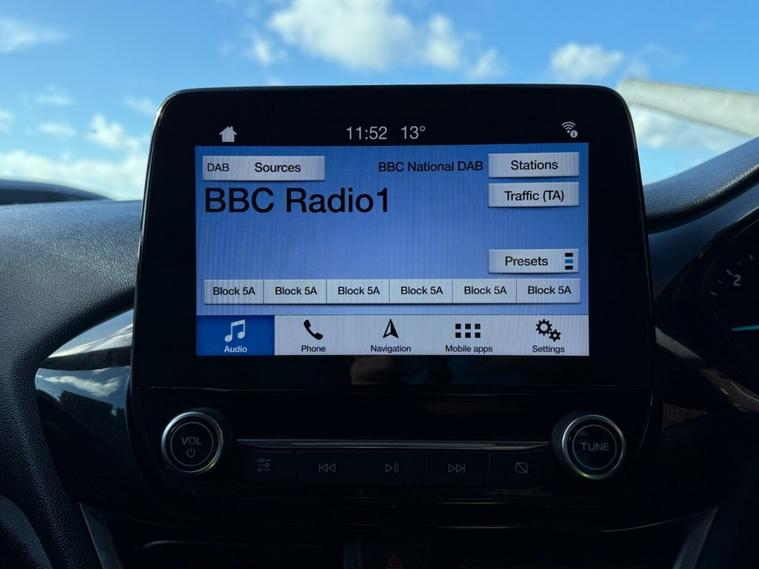 11:52 13°
DAB Sources
BBC National DAB
Stations
BBC Radio1
Traffic (TA)
Presets
Block 5A Block 5A Block 5A Block 5A Block 5A Block 5A
Audio Phone Navigation Mobile apps Settings
VOL
TUNE
2